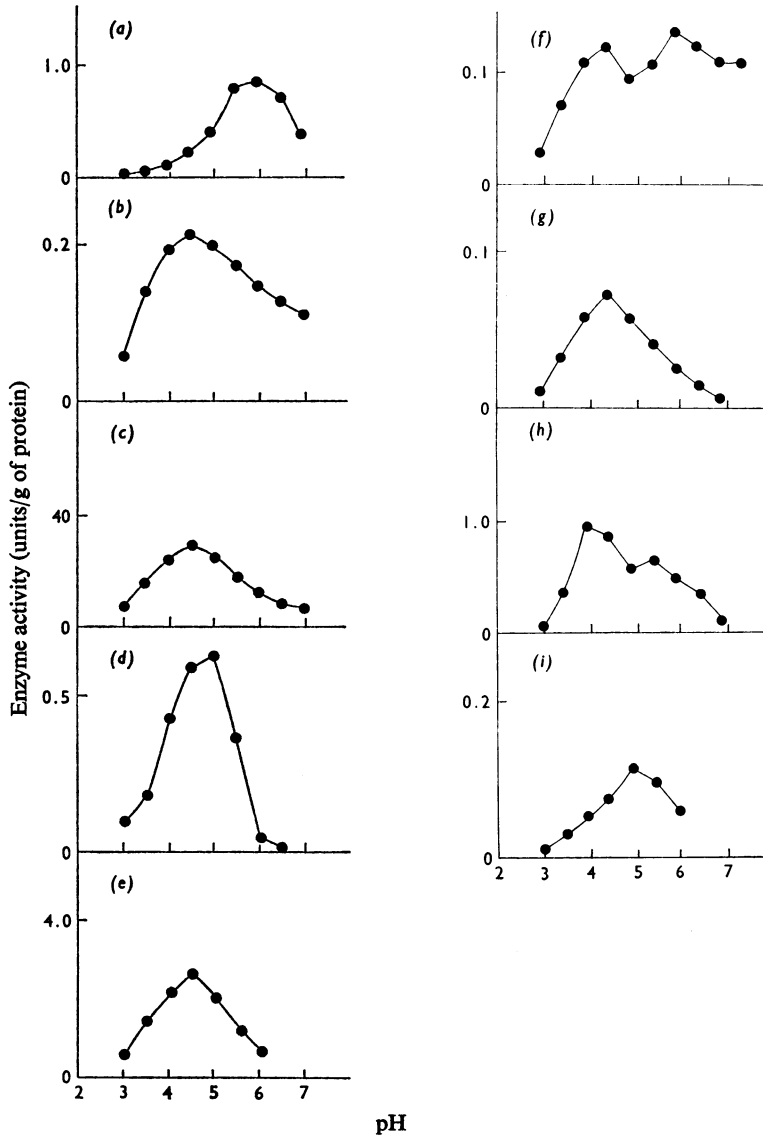 Enzyme activity (units/g of protein)
(a)
1.0
0
(b)
0.2
0
(c)
40
0
(d)
0.5
0
(e)
4.0
0
2 3 4 5 6 7
(f)
0.1
0
(g)
0.1
0
(h)
1.0
0
(i)
0.2
0
2 3 4 5 6 7
pH